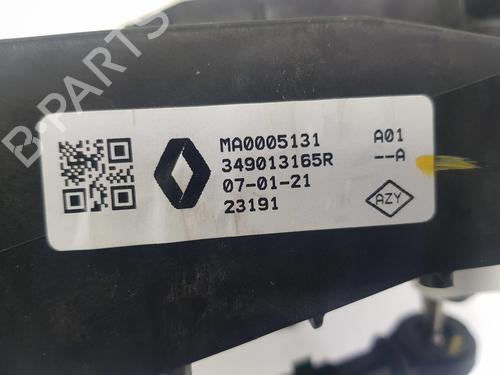 MA0005131 A01
349013165R --A
07-01-21
23191
AZY
B-PARTS